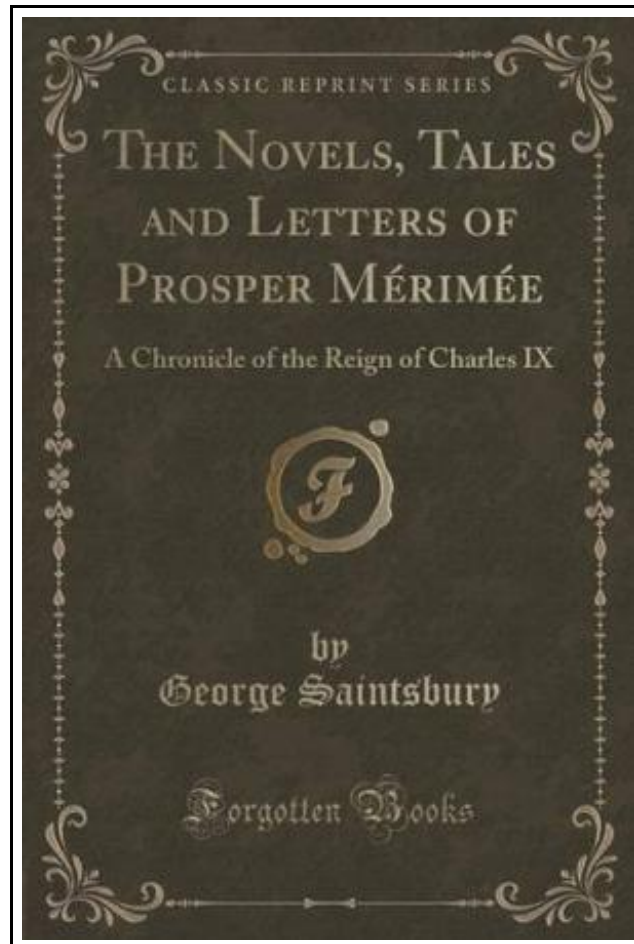 CLASSIC REPRINT SERIES
THE NOVELS, TALES
AND LETTERS OF
PROSPER MÉRIMÉE
A Chronicle of the Reign of Charles IX
F
by
George Saintsbury
Forgotten Books